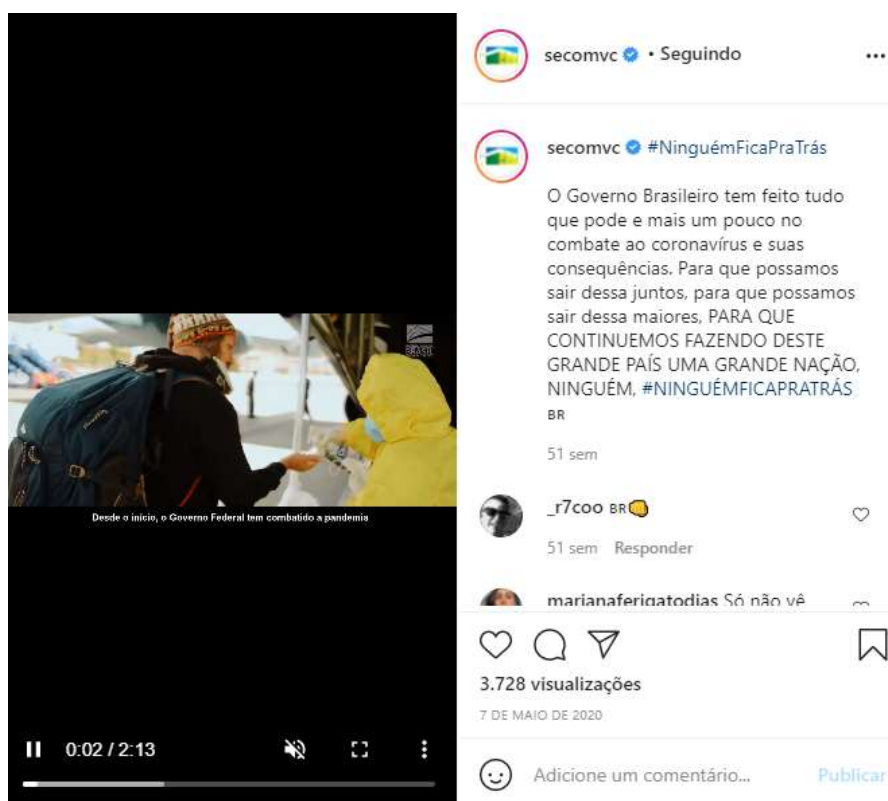 secomvc • Seguindo
secomvc #NinguémFicaPraTrás
O Governo Brasileiro tem feito tudo
que pode e mais um pouco no
combate ao coronavírus e suas
consequências. Para que possamos
sair dessa juntos, para que possamos
sair dessa maiores, PARA QUE
CONTINUEMOS FAZENDO DESTE
GRANDE PAÍS UMA GRANDE NAÇÃO,
NINGUÉM, #NINGUÉMFICAPRATRÁS
BR
51 sem
_r7coo BR
51 sem Responder
marianaferigatodias Só não vê
3.728 visualizações
7 DE MAIO DE 2020
Adicione um comentário... Publicar
BRASIL
Desde o início, o Governo Federal tem combatido a pandemia
0:02 / 2:13